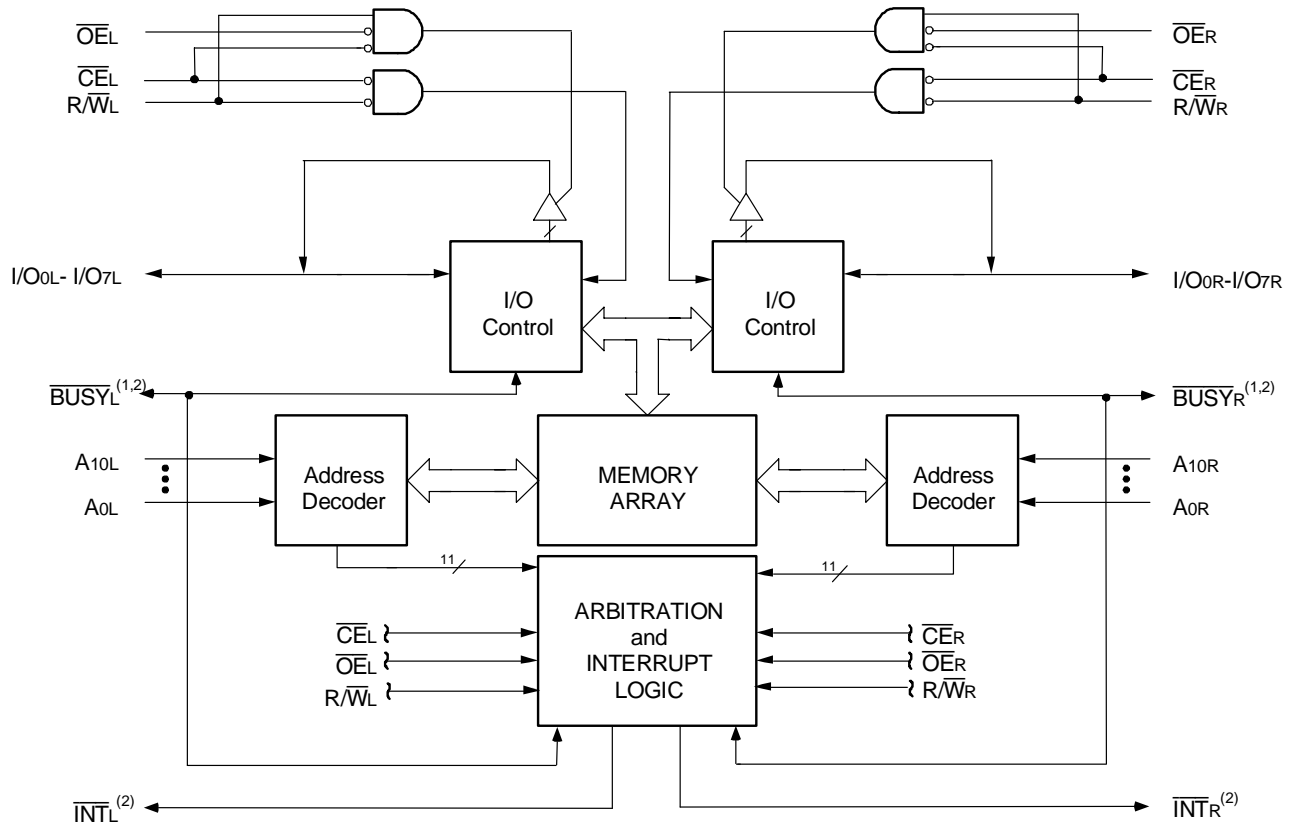 OEL
OER
CEL
CER
R/WL
R/WR
I/O0L- I/O7L
I/O
Control
I/O
Control
I/O0R-I/O7R
BUSYL(1,2)
BUSYR(1,2)
A10L
A0L
Address
Decoder
MEMORY
ARRAY
Address
Decoder
A10R
A0R
11
11
ARBITRATION
and
INTERRUPT
LOGIC
CEL
OEL
R/WL
CER
OER
R/WR
INTL(2)
INTR(2)